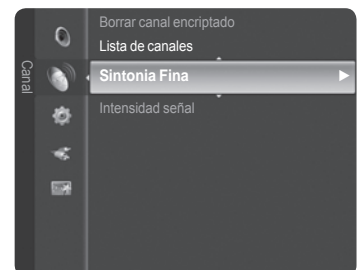 Canal
Borrar canal encriptado
Lista de canales
Sintonia Fina
Intensidad señal